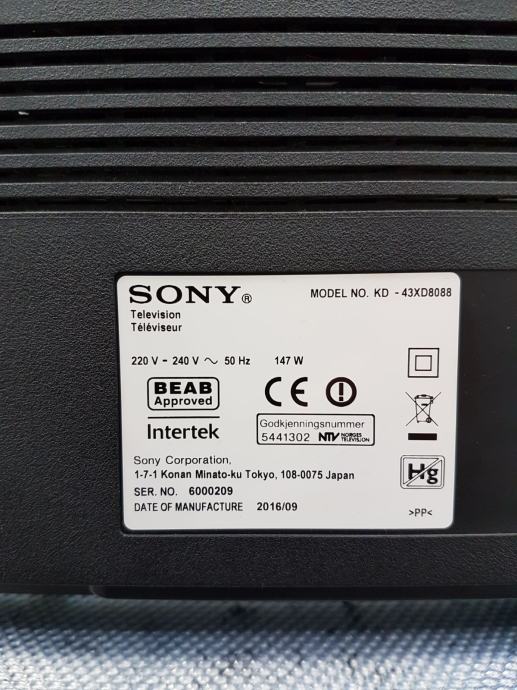 SONY®
MODEL NO. KD - 43XD8088
Television
Téléviseur
220 V - 240 V ~ 50 Hz 147 W
BEAB
Approved
Intertek
CE
Godkjenningsnummer
5441302 NTV NORGES TELEVISJON
Hg
Sony Corporation,
1-7-1 Konan Minato-ku Tokyo, 108-0075 Japan
SER. NO. 6000209
DATE OF MANUFACTURE 2016/09
>PP<